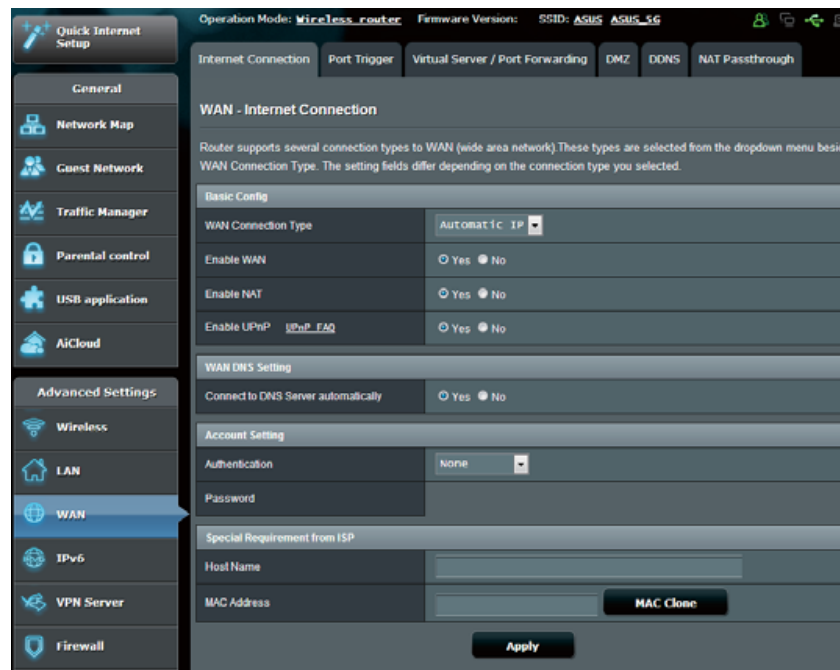 Quick Internet
Setup
Operation Mode: Wireless router Firmware Version: SSID: ASUS ASUS_5G
Internet Connection Port Trigger Virtual Server / Port Forwarding DMZ DDNS NAT Passthrough
General
Network Map
Guest Network
Traffic Manager
Parental control
USB application
AiCloud
Advanced Settings
Wireless
LAN
WAN
IPv6
VPN Server
Firewall
WAN - Internet Connection
Router supports several connection types to WAN (wide area network).These types are selected from the dropdown menu besi
WAN Connection Type. The setting fields differ depending on the connection type you selected.
Basic Config
WAN Connection Type Automatic IP
Enable WAN Yes No
Enable NAT Yes No
Enable UPnP UPnP FAQ Yes No
WAN DNS Setting
Connect to DNS Server automatically Yes No
Account Setting
Authentication None
Password
Special Requirement from ISP
Host Name
MAC Address MAC Clone
Apply